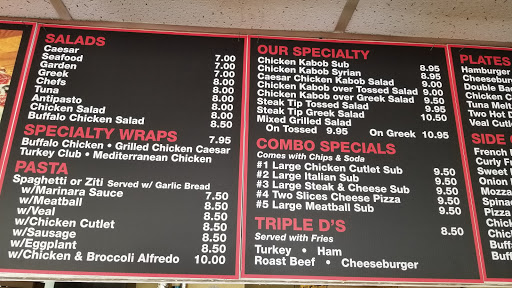 SALADS
Caesar 7.00
Seafood 8.00
Garden 7.00
Greek 7.00
Chefs 8.00
Tuna 8.00
Antipasto 8.00
Chicken Salad 8.00
Buffalo Chicken Salad 8.50
SPECIALTY WRAPS 7.95
Buffalo Chicken • Grilled Chicken Caesar
Turkey Club • Mediterranean Chicken
PASTA
Spaghetti or Ziti Served w/ Garlic Bread
w/Marinara Sauce 7.50
w/Meatball 8.50
w/Veal 8.50
w/Chicken Cutlet 8.50
w/Sausage 8.50
w/Eggplant 8.50
w/Chicken & Broccoli Alfredo 10.00
OUR SPECIALTY
Chicken Kabob Sub 8.95
Chicken Kabob Syrian 8.95
Caesar Chicken Kabob Salad 9.00
Chicken Kabob over Tossed Salad 9.00
Chicken Kabob over Greek Salad 9.50
Steak Tip Tossed Salad 9.50
Steak Tip Greek Salad 10.50
Mixed Grilled Salad
On Tossed 9.95 On Greek 10.95
COMBO SPECIALS
Comes with Chips & Soda
#1 Large Chicken Cutlet Sub 9.50
#2 Large Italian Sub 9.50
#3 Large Steak & Cheese Sub 9.50
#4 Two Slices Cheese Pizza 9.50
#5 Large Meatball Sub 9.50
TRIPLE D'S
Served with Fries
Turkey • Ham
Roast Beef • Cheeseburger
PLATES
Hamburger
Cheeseburg
Double Bac
Chicken C
Tuna Melt
Two Hot D
Veal Cutl
SIDE
French F
Curly Fr
Sweet
Onion
Mozza
Spinac
Pizza
Chick
Chick
Buff
Buffa